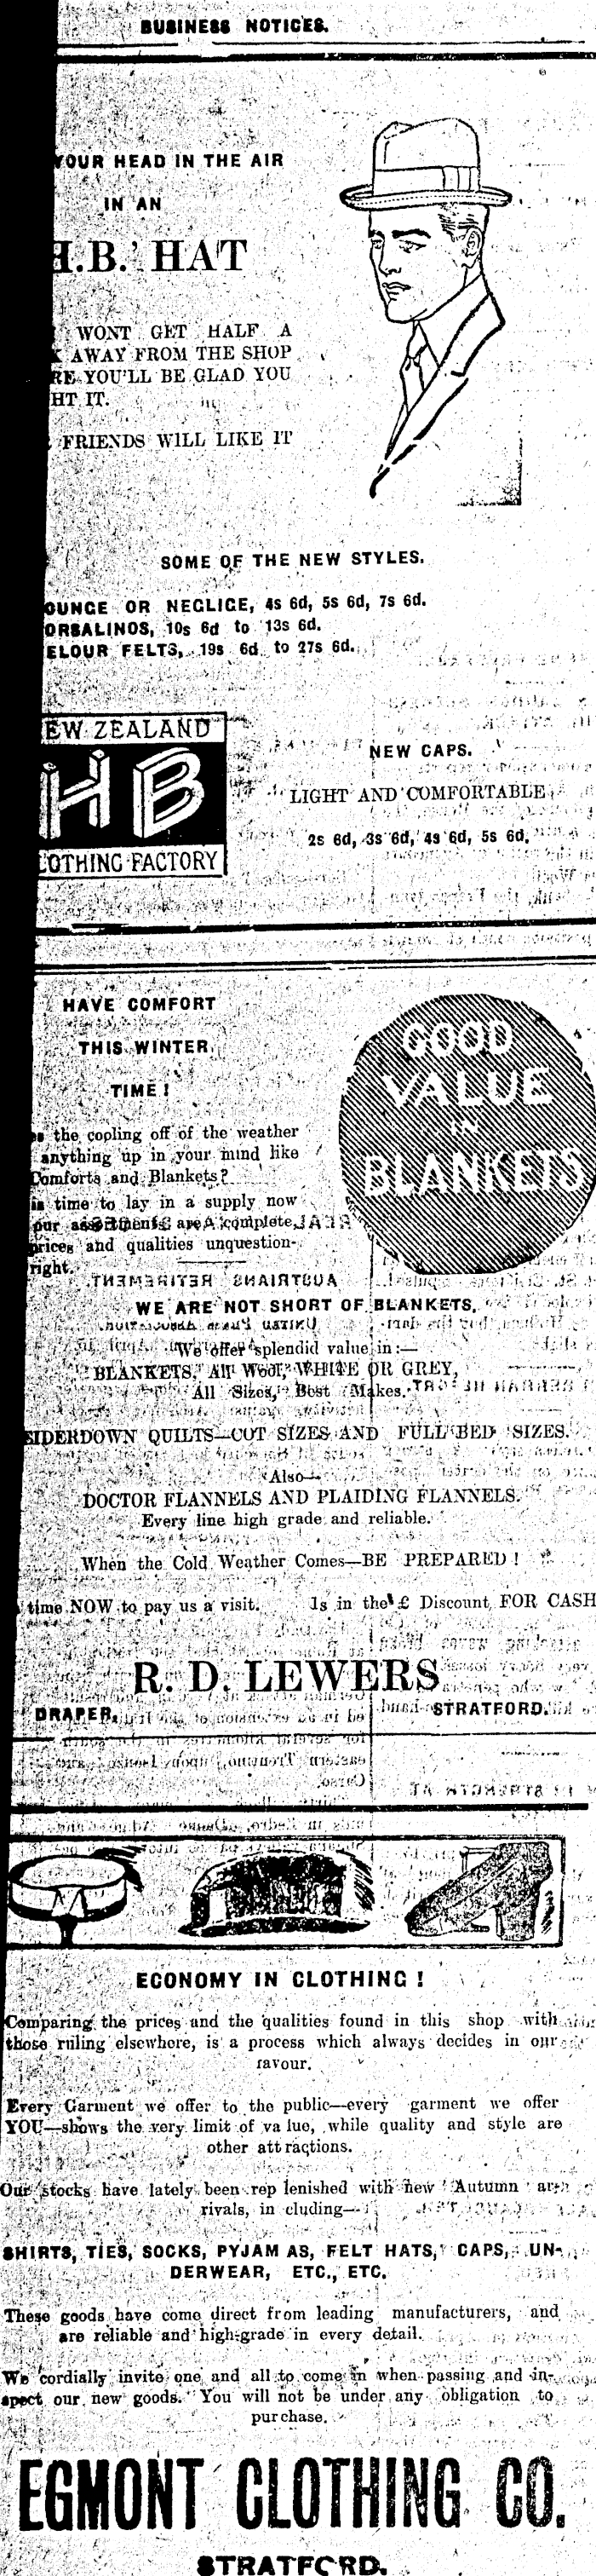 BUSINESS NOTICES.
YOUR HEAD IN THE AIR
IN AN
H.B.' HAT
WONT GET HALF A
AWAY FROM THE SHOP
RE YOU'LL BE GLAD YOU
HT IT.
FRIENDS WILL LIKE IT
SOME OF THE NEW STYLES.
OUNCE OR NEGLIGE, 4s 6d, 5s 6d, 7s 6d.
ORSALINOS, 10s 6d to 13s 6d.
ELOUR FELTS, 19s 6d to 27s 6d.
EW ZEALAND
HB
LOTHING FACTORY
NEW CAPS.
LIGHT AND COMFORTABLE
2s 6d, 3s 6d, 4s 6d, 5s 6d.
HAVE COMFORT
THIS WINTER
TIME !
GOOD
VALUE
IN
BLANKETS
the cooling off of the weather
anything up in your mind like
Comforts and Blankets?
is time to lay in a supply now
our assortments are complete,
prices and qualities unquestion-
right.
WE ARE NOT SHORT OF BLANKETS.
We offer splendid value in :—
BLANKETS, All Wool, WHITE OR GREY,
All Sizes, Best Makes.
EIDERDOWN QUILTS—COT SIZES AND FULL BED SIZES.
Also—
DOCTOR FLANNELS AND PLAIDING FLANNELS.
Every line high grade and reliable.
When the Cold Weather Comes—BE PREPARED !
time NOW to pay us a visit. 1s in the £ Discount FOR CASH
R. D. LEWERS
DRAPER, STRATFORD.
ECONOMY IN CLOTHING !
Comparing the prices and the qualities found in this shop with
those ruling elsewhere, is a process which always decides in our
favour.
Every Garment we offer to the public—every garment we offer
YOU—shows the very limit of va lue, while quality and style are
other att ractions.
Our stocks have lately been rep lenished with new Autumn ar-
rivals, in cluding—
SHIRTS, TIES, SOCKS, PYJAM AS, FELT HATS, CAPS, UN-
DERWEAR, ETC., ETC.
These goods have come direct from leading manufacturers, and
are reliable and high-grade in every detail.
We cordially invite one and all to come in when passing and in-
spect our new goods. You will not be under any obligation to
pur chase.
EGMONT CLOTHING CO.
STRATFORD.